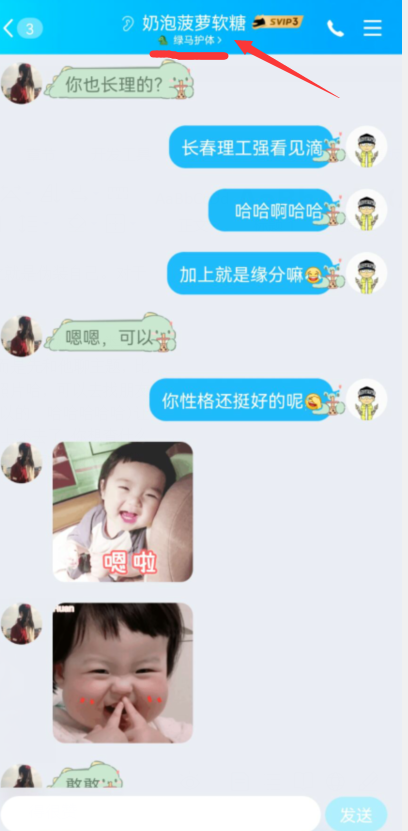 3
奶泡菠萝软糖 SVIP3
绿马护体>
你也长理的?
长春理工强看见滴
哈哈啊哈哈
加上就是缘分嘛
嗯嗯，可以
你性格还挺好的呢
嗯啦
憨憨
发送